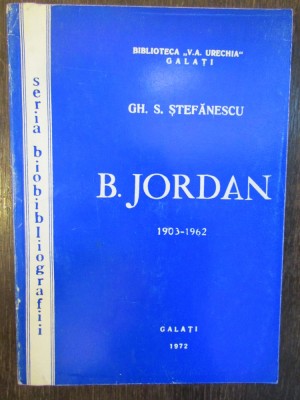 BIBLIOTECA „V.A. URECHIA"
GALAȚI
GH. S. ȘTEFĂNESCU
B. JORDAN
1903-1962
GALAȚI
1972
seria biobibliografii